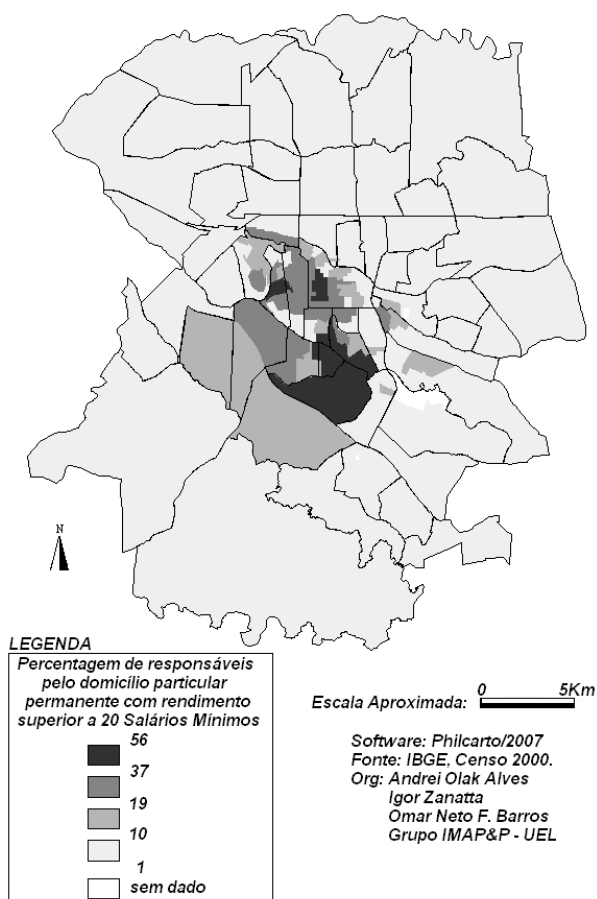 N
LEGENDA
Percentagem de responsáveis
pelo domicílio particular
permanente com rendimento
superior a 20 Salários Mínimos
56
37
19
10
1
sem dado
Escala Aproximada: 0 5Km
Software: Philcarto/2007
Fonte: IBGE, Censo 2000.
Org: Andrei Olak Alves
Igor Zanatta
Omar Neto F. Barros
Grupo IMAP&P - UEL